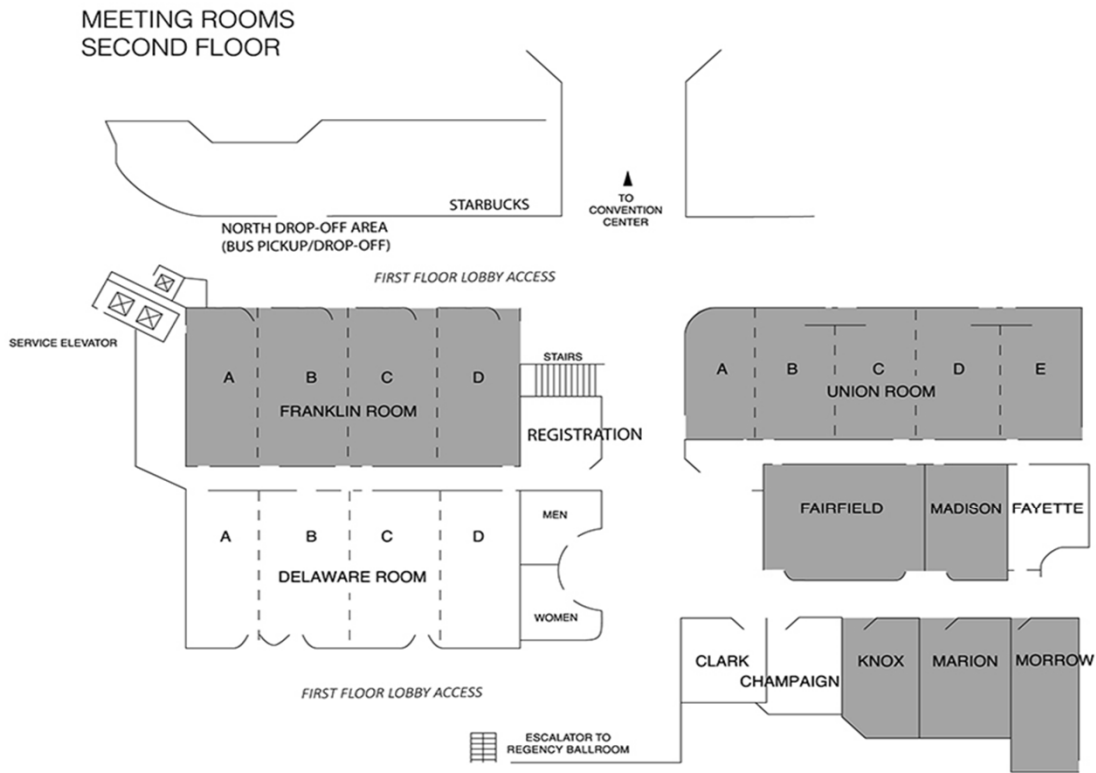 MEETING ROOMS
SECOND FLOOR
TO
CONVENTION
CENTER
STARBUCKS
NORTH DROP-OFF AREA
(BUS PICKUP/DROP-OFF)
FIRST FLOOR LOBBY ACCESS
SERVICE ELEVATOR
A B C D
FRANKLIN ROOM
STAIRS
REGISTRATION
A B C D E
UNION ROOM
FAIRFIELD MADISON FAYETTE
A B C D
DELAWARE ROOM
MEN
WOMEN
CLARK
CHAMPAIGN
KNOX MARION MORROW
FIRST FLOOR LOBBY ACCESS
ESCALATOR TO
REGENCY BALLROOM